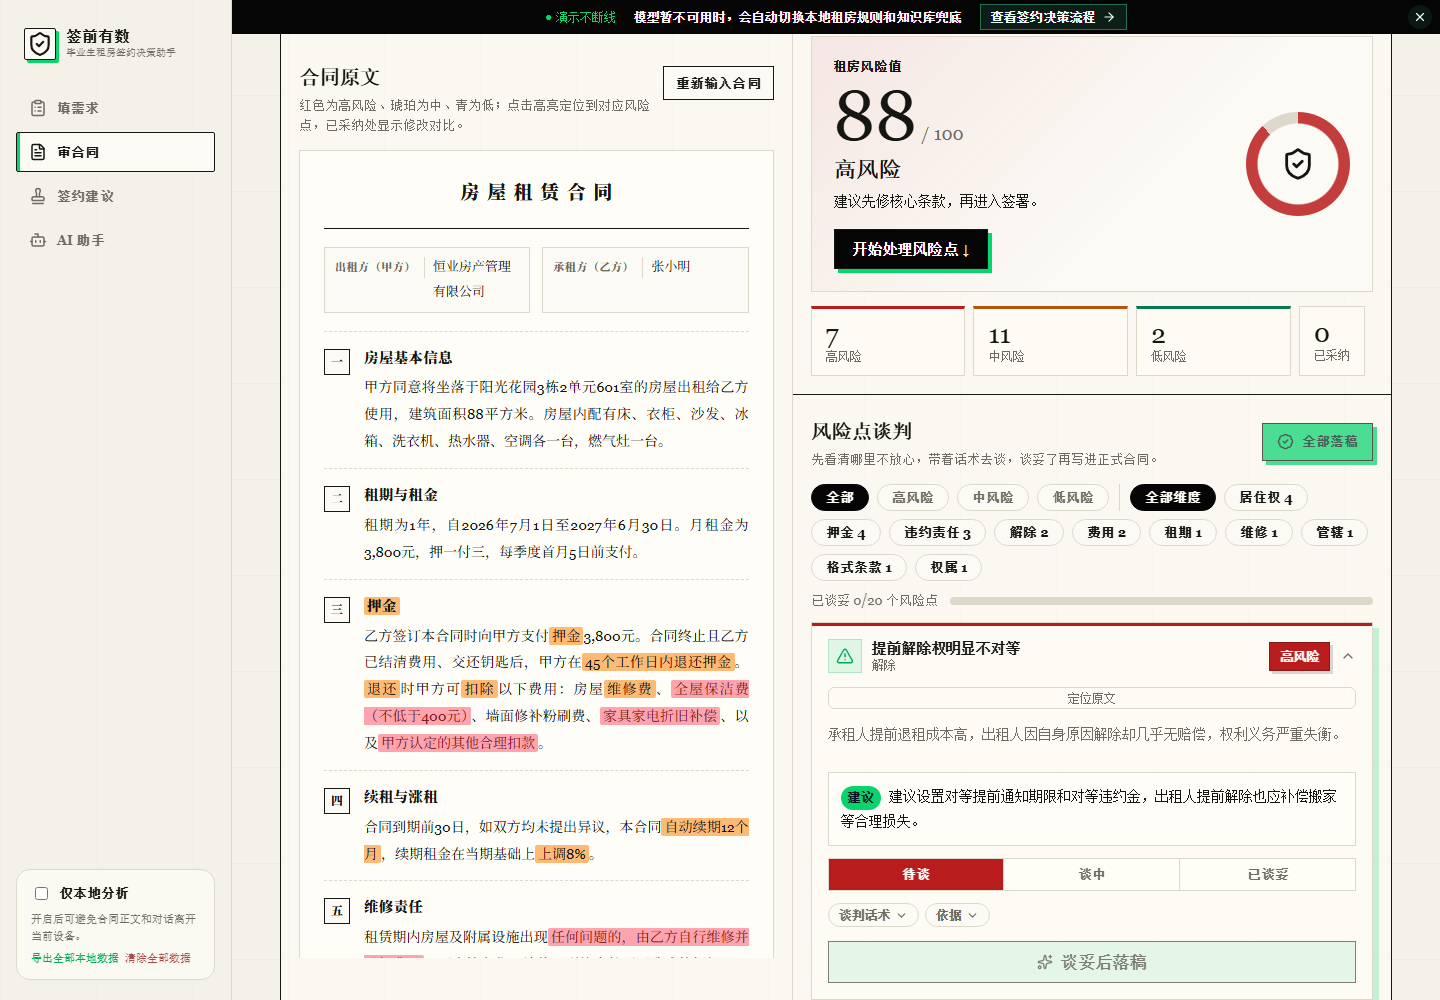 演示不断线 模型暂不可用时，会自动切换本地租房规则和知识库兜底 查看签约决策流程 →
签前有数
毕业生租房签约决策助手
填需求
审合同
签约建议
AI 助手
仅本地分析
开启后可避免合同正文和对话离开
当前设备。
导出全部本地数据 清除全部数据
合同原文
重新输入合同
红色为高风险、琥珀为中、青为低；点击高亮定位到对应风险
点，已采纳处显示修改对比。
房屋租赁合同
出租方（甲方） 恒业房产管理
有限公司
承租方（乙方） 张小明
一 房屋基本信息
甲方同意将坐落于阳光花园3栋2单元601室的房屋出租给乙方
使用，建筑面积88平方米。房屋内配有床、衣柜、沙发、冰
箱、洗衣机、热水器、空调各一台，燃气灶一台。
二 租期与租金
租期为1年，自2026年7月1日至2027年6月30日。月租金为
3,800元，押一付三，每季度首月5日前支付。
三 押金
乙方签订本合同时向甲方支付押金3,800元。合同终止且乙方
已结清费用、交还钥匙后，甲方在45个工作日内退还押金。
退还时甲方可扣除以下费用：房屋维修费、全屋保洁费
（不低于400元）、墙面修补粉刷费、家具家电折旧补偿、以
及甲方认定的其他合理扣款。
四 续租与涨租
合同到期前30日，如双方均未提出异议，本合同自动续期12个
月，续期租金在当期基础上上调8%。
五 维修责任
租赁期内房屋及附属设施出现任何问题的，由乙方自行维修并
租房风险值
88 / 100
高风险
建议先修核心条款，再进入签署。
开始处理风险点 ↓
7
高风险
11
中风险
2
低风险
0
已采纳
风险点谈判
先看清哪里不放心，带着话术去谈，谈妥了再写进正式合同。
全部落稿
全部 高风险 中风险 低风险 全部维度 居住权 4
押金 4 违约责任 3 解除 2 费用 2 租期 1 维修 1 管辖 1
格式条款 1 权属 1
已谈妥 0/20 个风险点
提前解除权明显不对等
解除
高风险
定位原文
承租人提前退租成本高，出租人因自身原因解除却几乎无赔偿，权利义务严重失衡。
建议 建议设置对等提前通知期限和对等违约金，出租人提前解除也应补偿搬家
等合理损失。
待谈 谈中 已谈妥
谈判话术 依据
谈妥后落稿